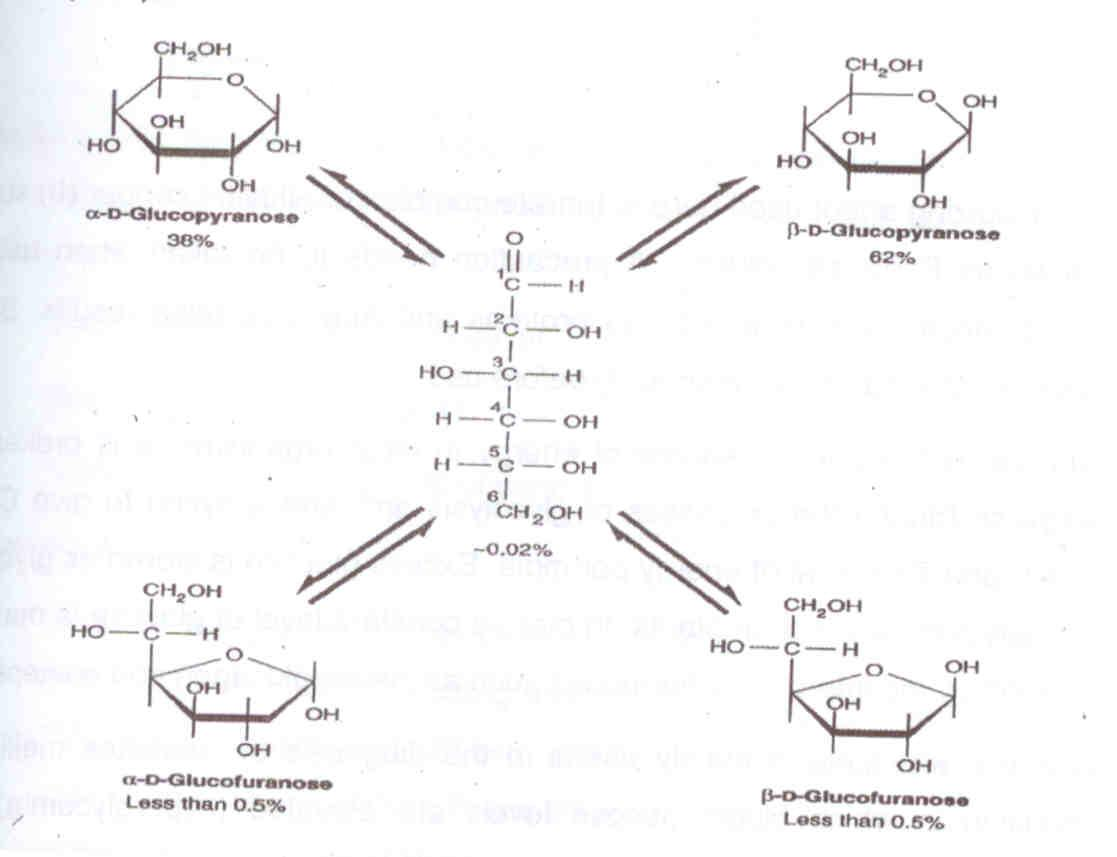 CH2OH
O
OH
HO
OH
OH
α-D-Glucopyranose
38%
CH2OH
O
OH
OH
HO
OH
β-D-Glucopyranose
62%
O
1
C — H
2
H — C — OH
3
HO — C — H
4
H — C — OH
5
H — C — OH
6
CH2OH
~0.02%
CH2OH
HO — C — H
O
OH
OH
OH
α-D-Glucofuranose
Less than 0.5%
CH2OH
HO — C — H
O
OH
OH
OH
β-D-Glucofuranose
Less than 0.5%